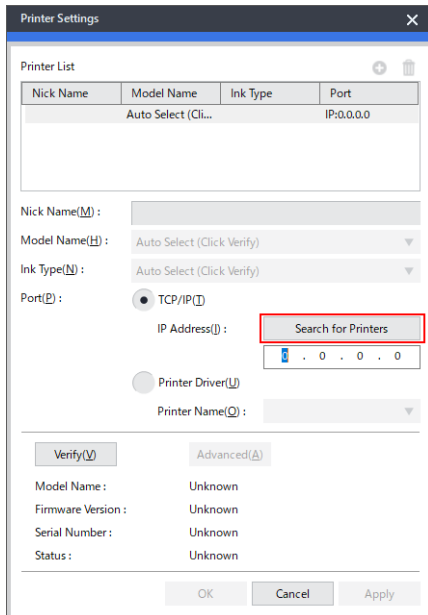 Printer Settings
Printer List
Nick Name Model Name Ink Type Port
Auto Select (Cli... IP:0.0.0.0
Nick Name(M) :
Model Name(H) : Auto Select (Click Verify)
Ink Type(N) : Auto Select (Click Verify)
Port(P) : TCP/IP(T)
IP Address(I) : Search for Printers
0 . 0 . 0 . 0
Printer Driver(U)
Printer Name(O) :
Verify(V) Advanced(A)
Model Name : Unknown
Firmware Version : Unknown
Serial Number : Unknown
Status : Unknown
OK Cancel Apply